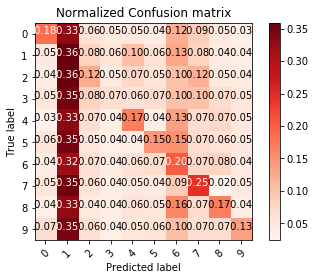 Normalized Confusion matrix
0 0.18 0.33 0.06 0.05 0.05 0.04 0.12 0.09 0.05 0.03
1 0.05 0.36 0.08 0.04 0.10 0.06 0.13 0.08 0.04 0.04
2 0.04 0.36 0.12 0.05 0.07 0.05 0.10 0.12 0.05 0.05
3 0.05 0.35 0.08 0.07 0.06 0.07 0.10 0.10 0.07 0.05
4 0.03 0.33 0.07 0.04 0.17 0.04 0.13 0.07 0.06 0.05
5 0.06 0.35 0.05 0.04 0.04 0.15 0.15 0.05 0.07 0.05
6 0.04 0.32 0.07 0.04 0.06 0.07 0.20 0.07 0.08 0.04
7 0.05 0.35 0.06 0.04 0.05 0.04 0.09 0.25 0.02 0.05
8 0.04 0.33 0.04 0.04 0.06 0.05 0.16 0.07 0.17 0.04
9 0.07 0.35 0.06 0.04 0.05 0.06 0.10 0.07 0.07 0.13
0 1 2 3 4 5 6 7 8 9
True label
Predicted label
0.35
0.30
0.25
0.20
0.15
0.10
0.05